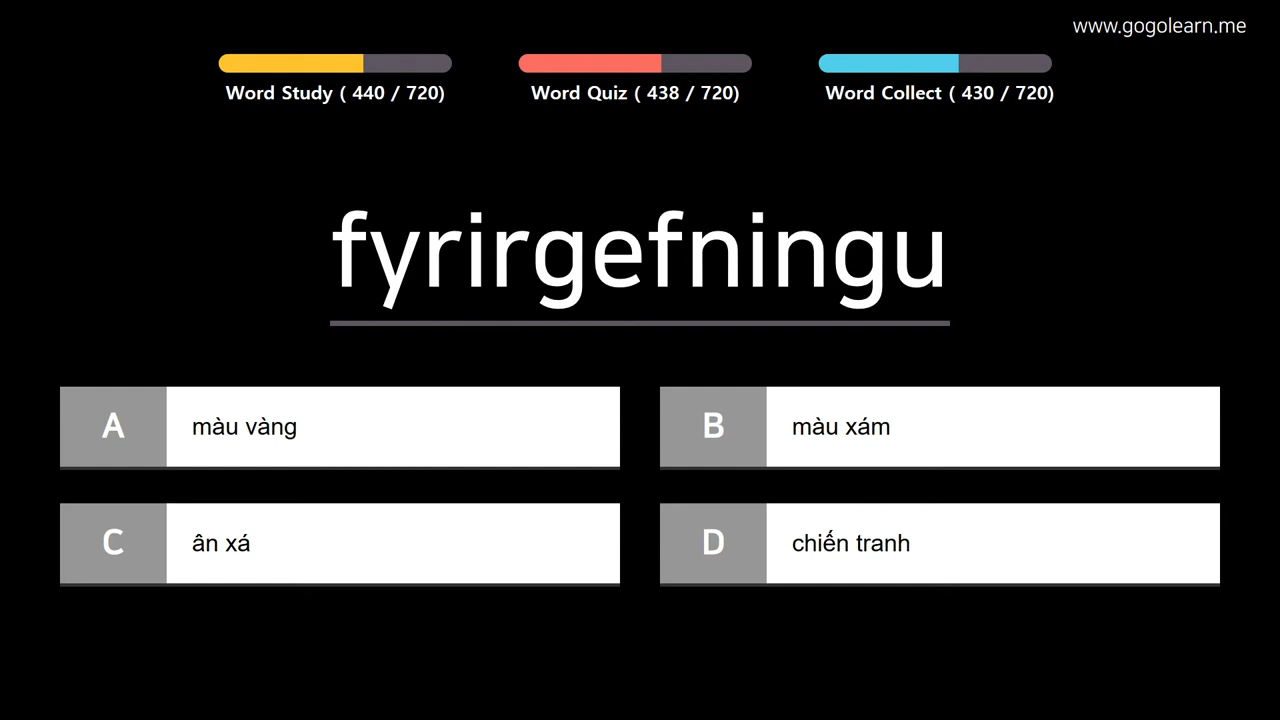 www.gogolearn.me
Word Study ( 440 / 720)
Word Quiz ( 438 / 720)
Word Collect ( 430 / 720)
fyrirgefningu
A màu vàng
B màu xám
C ân xá
D chiến tranh